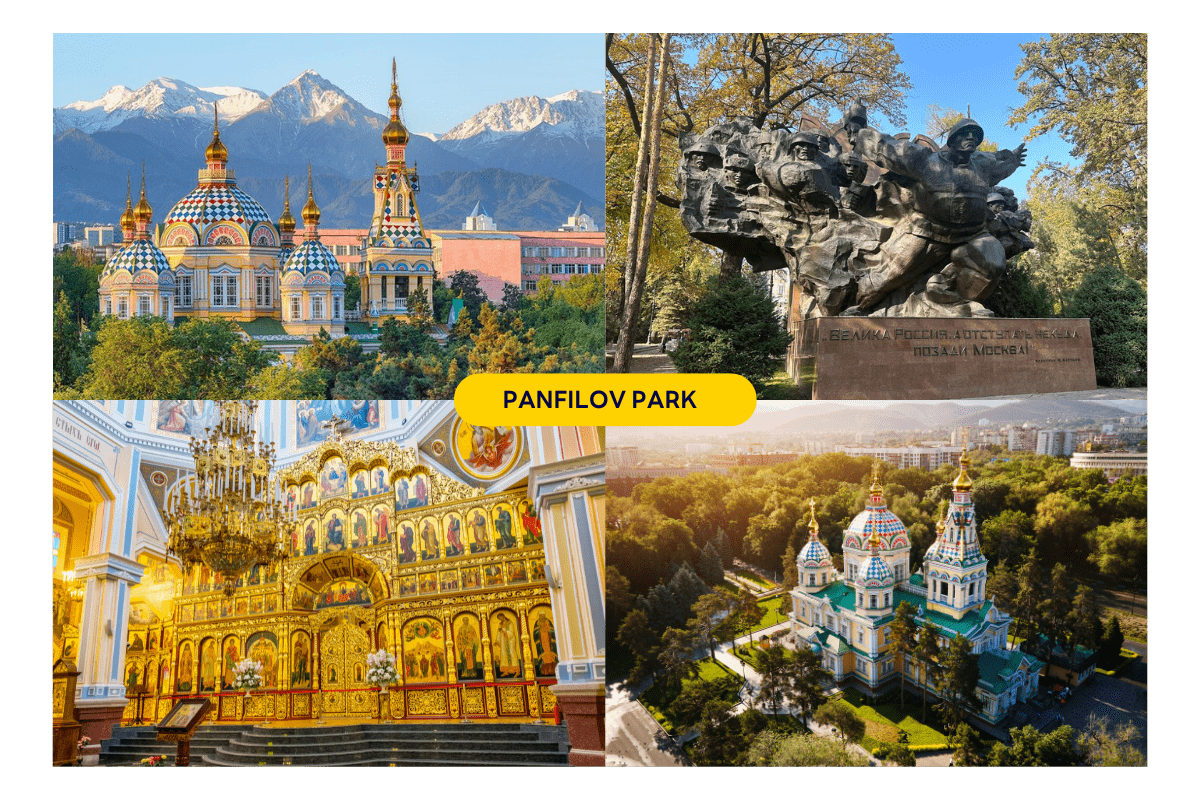 „Велика Россия, а отступать некуда
позади Москва!
PANFILOV PARK